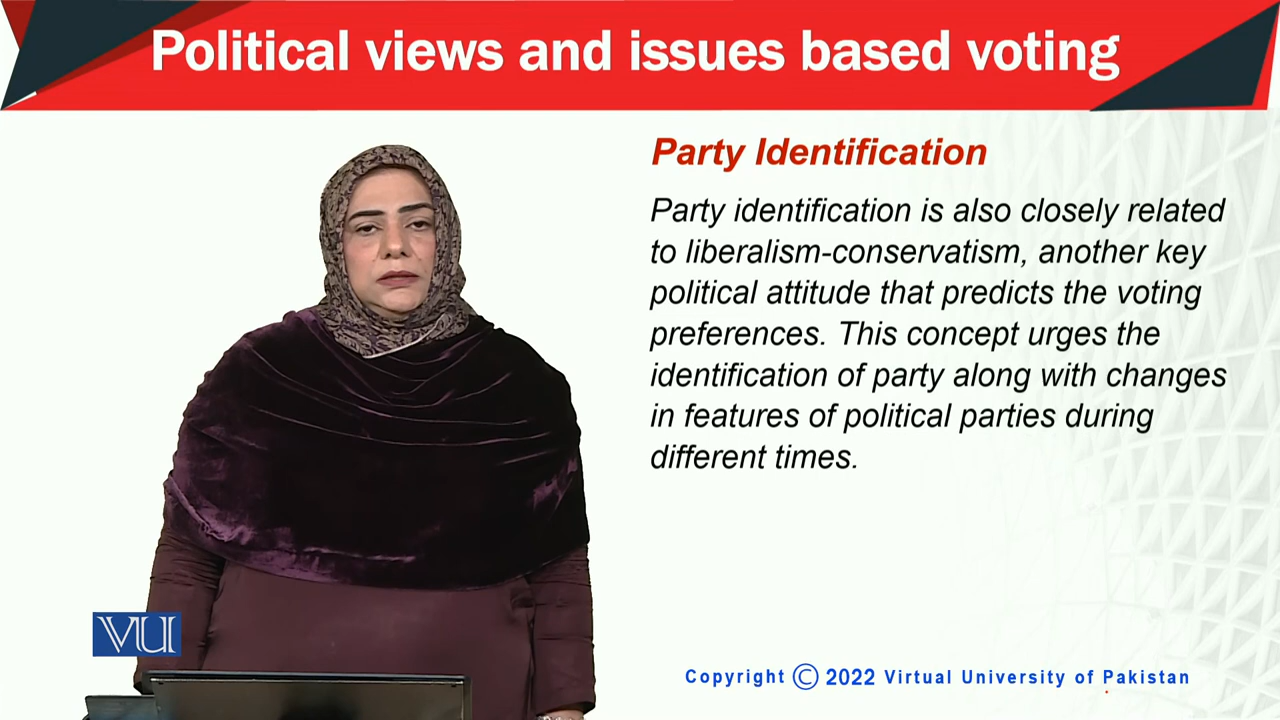 Political views and issues based voting
Party Identification
Party identification is also closely related
to liberalism-conservatism, another key
political attitude that predicts the voting
preferences. This concept urges the
identification of party along with changes
in features of political parties during
different times.
VU
Copyright © 2022 Virtual University of Pakistan